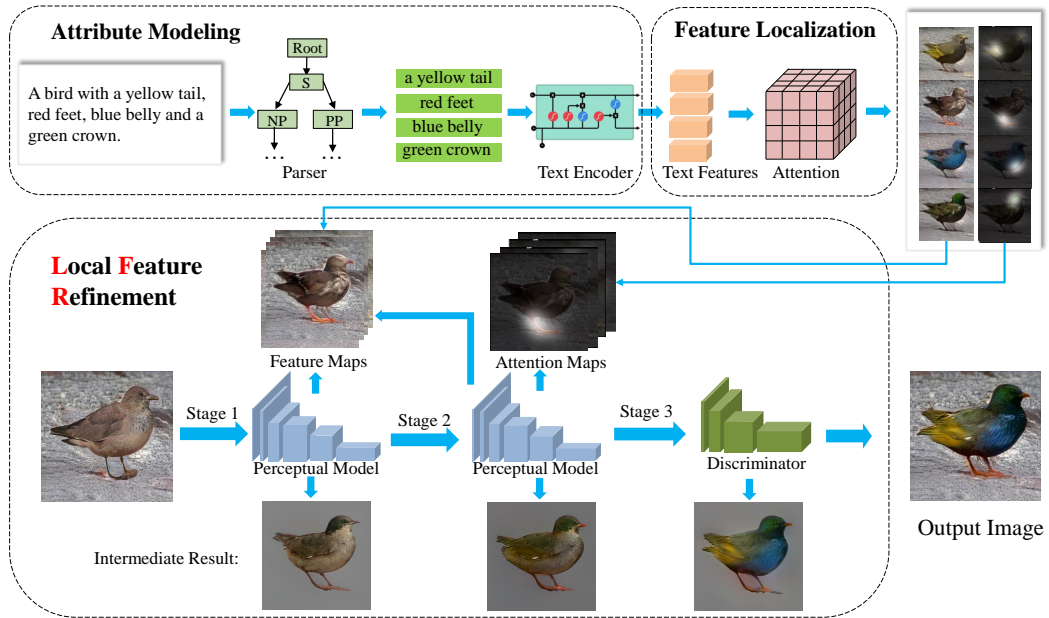 Attribute Modeling
A bird with a yellow tail,
red feet, blue belly and a
green crown.
Root
S
NP
PP
...
...
Parser
a yellow tail
red feet
blue belly
green crown
Text Encoder
Feature Localization
Text Features
Attention
Local Feature
Refinement
Feature Maps
Attention Maps
Stage 1
Perceptual Model
Stage 2
Perceptual Model
Stage 3
Discriminator
Intermediate Result:
Output Image